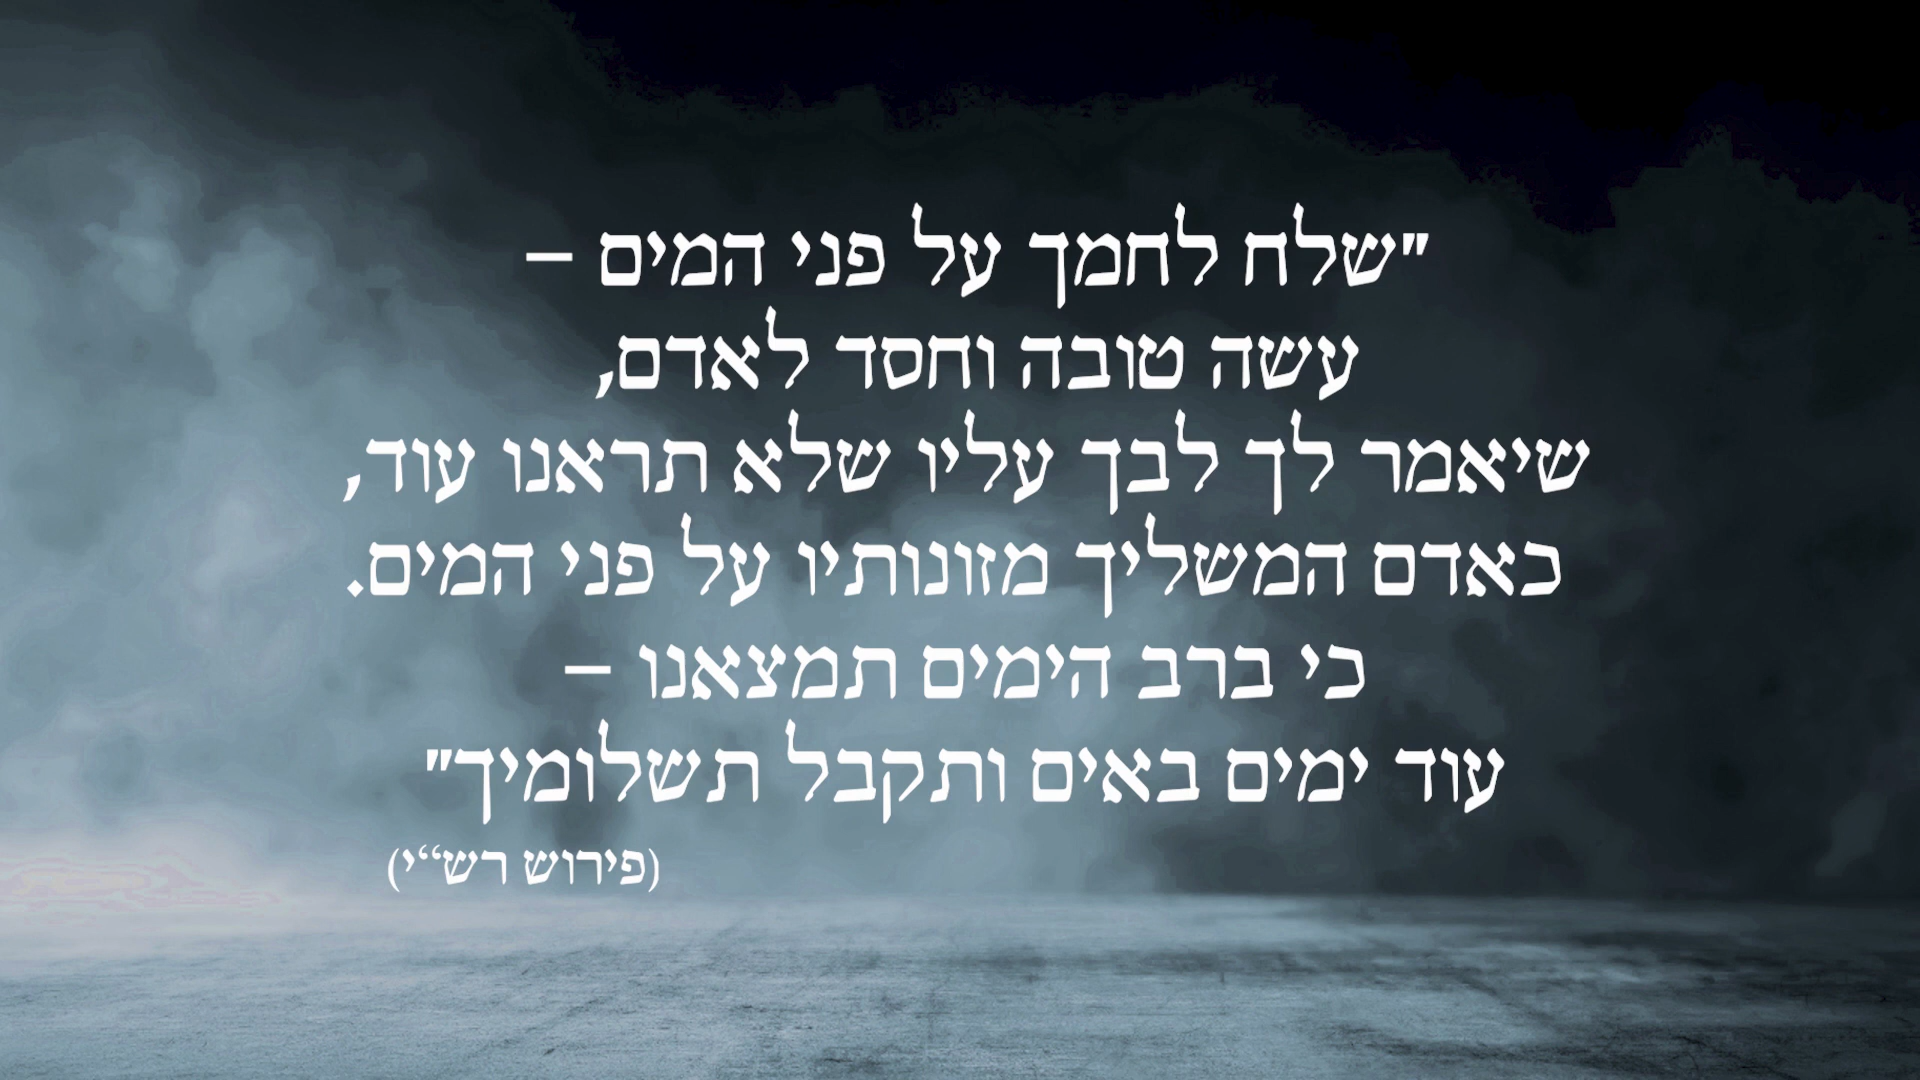 "שלח לחמך על פני המים –
עשה טובה וחסד לאדם,
שיאמר לך לבך עליו שלא תראנו עוד,
כאדם המשליך מזונותיו על פני המים.
כי ברב הימים תמצאנו –
עוד ימים באים ותקבל תשלומיך"
(פירוש רש“י)